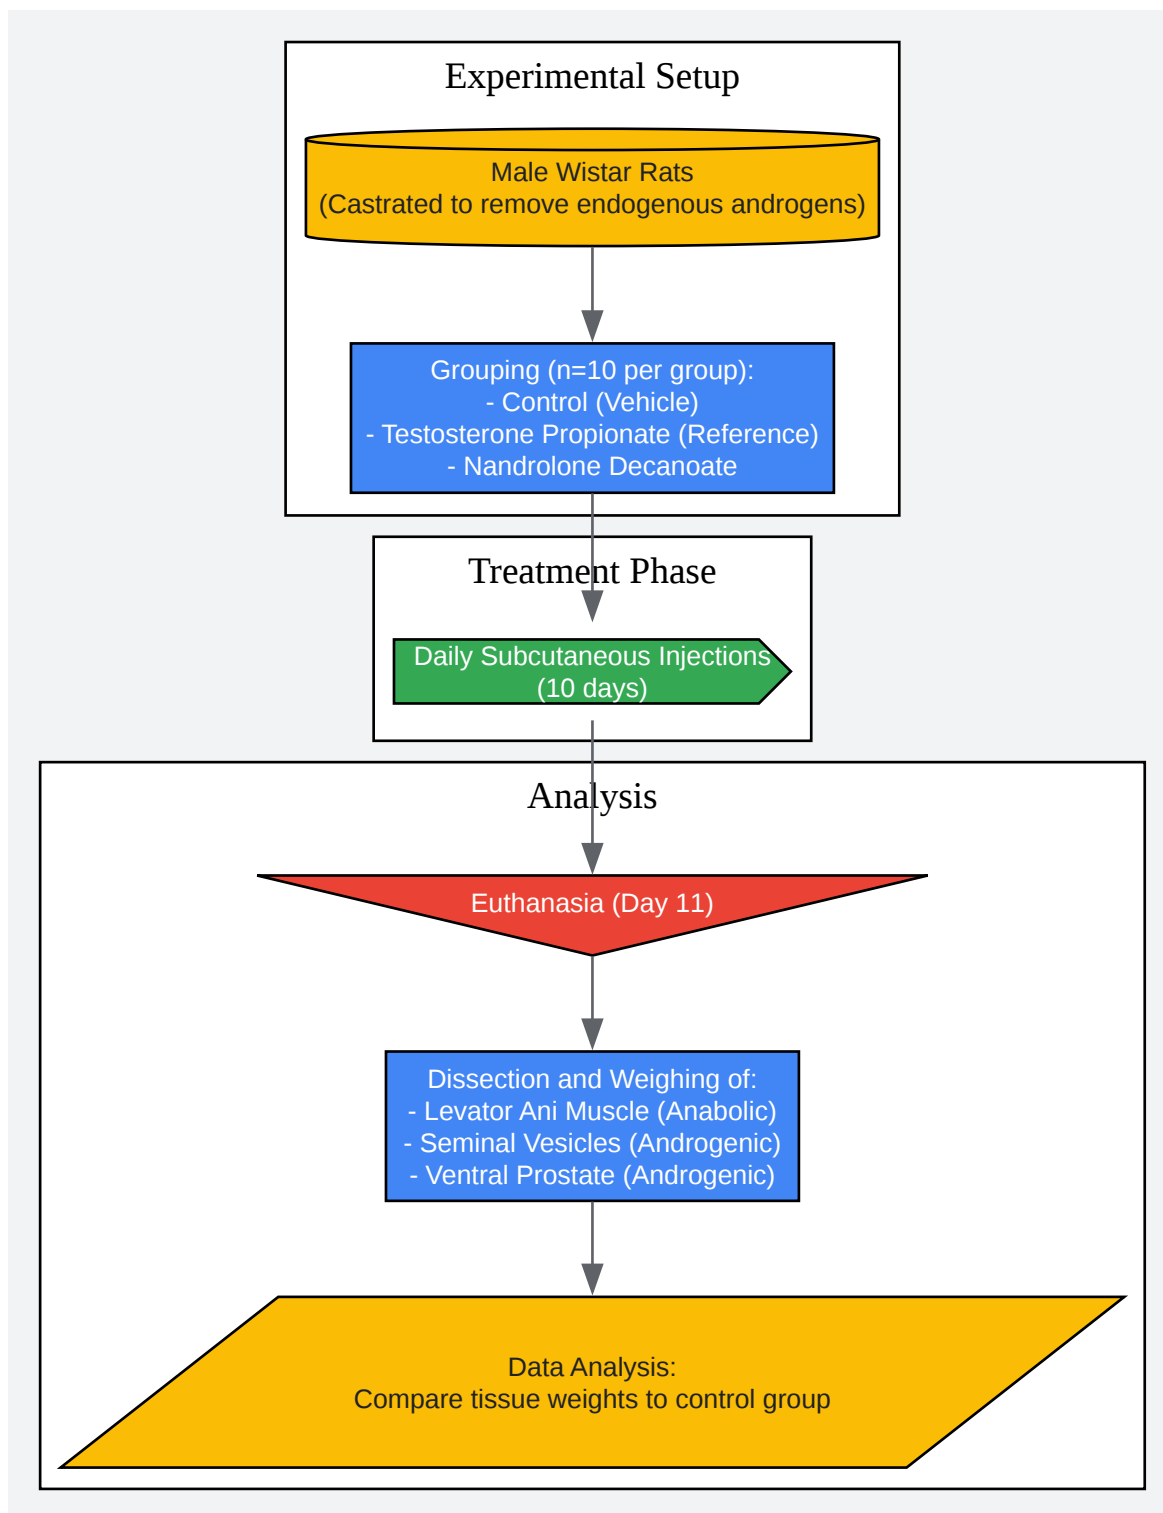 Experimental Setup
Male Wistar Rats
(Castrated to remove endogenous androgens)
Grouping (n=10 per group):
- Control (Vehicle)
- Testosterone Propionate (Reference)
- Nandrolone Decanoate
Treatment Phase
Daily Subcutaneous Injections
(10 days)
Analysis
Euthanasia (Day 11)
Dissection and Weighing of:
- Levator Ani Muscle (Anabolic)
- Seminal Vesicles (Androgenic)
- Ventral Prostate (Androgenic)
Data Analysis:
Compare tissue weights to control group